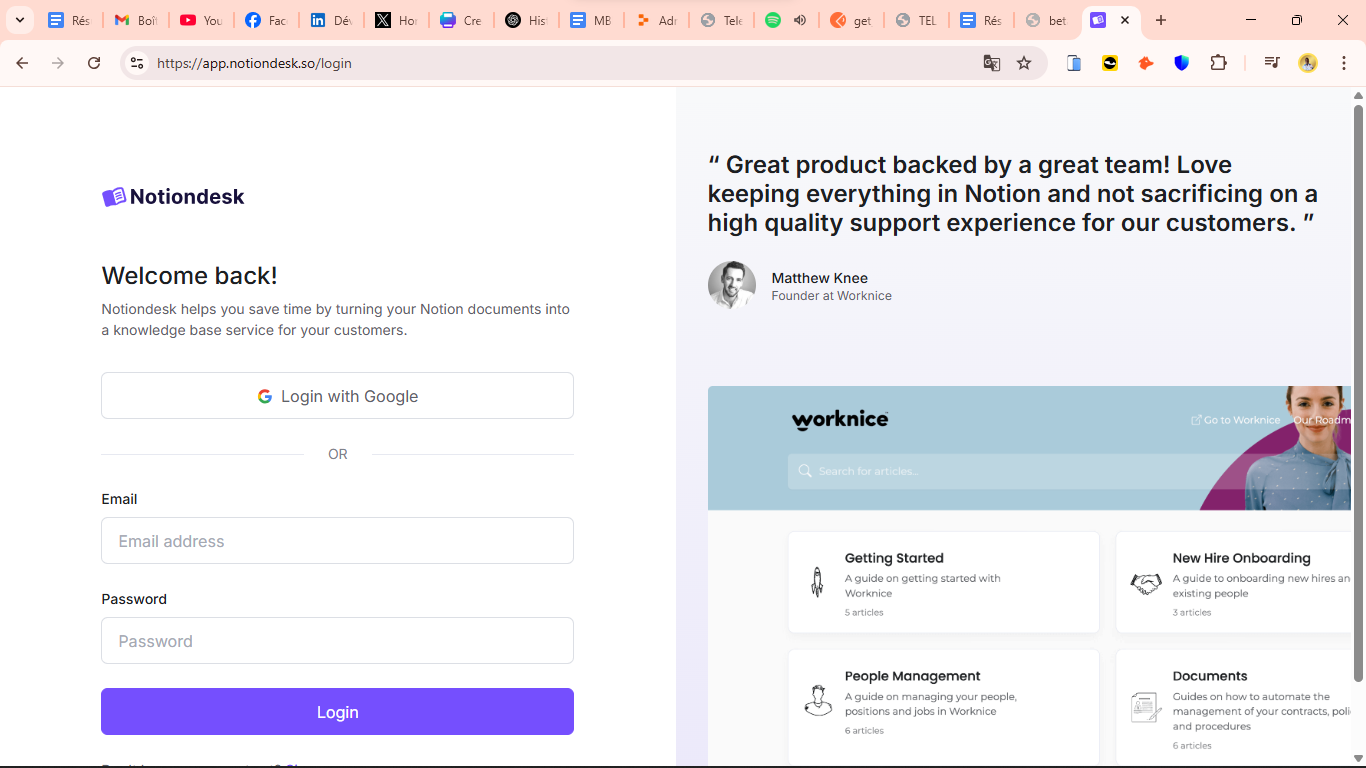 Rés
Boît
You
Fac
Dév
Hor
Cre
Hist
MB
Adr
Tele
get
TEL
Rés
bet
https://app.notiondesk.so/login
Notiondesk
Welcome back!
Notiondesk helps you save time by turning your Notion documents into
a knowledge base service for your customers.
Login with Google
OR
Email
Email address
Password
Password
Login
“ Great product backed by a great team! Love
keeping everything in Notion and not sacrificing on a
high quality support experience for our customers. ”
Matthew Knee
Founder at Worknice
worknice
Go to Worknice
Our Roadm
Search for articles...
Getting Started
A guide on getting started with
Worknice
5 articles
New Hire Onboarding
A guide to onboarding new hires an
existing people
3 articles
People Management
A guide on managing your people,
positions and jobs in Worknice
6 articles
Documents
Guides on how to automate the
management of your contracts, poli
and procedures
6 articles